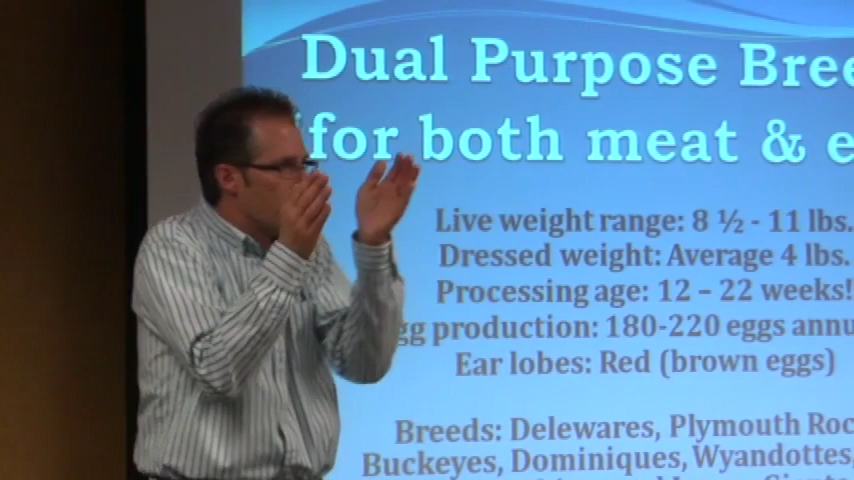 Dual Purpose Bree
for both meat & e
Live weight range: 8 ½ - 11 lbs.
Dressed weight: Average 4 lbs.
Processing age: 12 – 22 weeks!
gg production: 180-220 eggs annu
Ear lobes: Red (brown eggs)
Breeds: Delewares, Plymouth Roc
Buckeyes, Dominiques, Wyandottes,